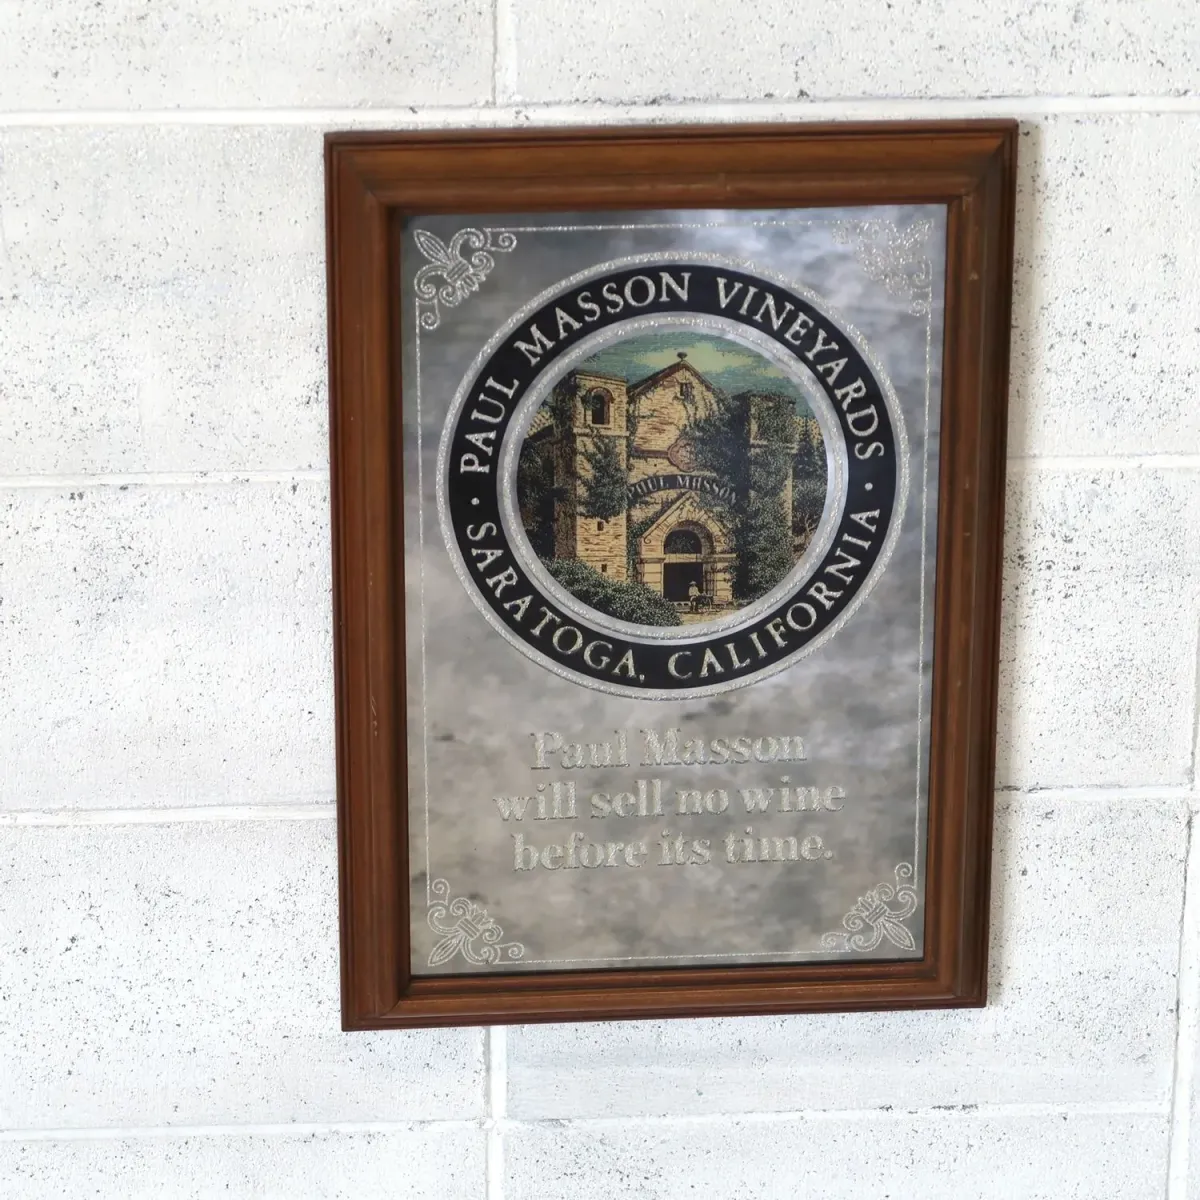 PAUL MASSON VINEYARDS
· SARATOGA, CALIFORNIA ·
PAUL MASSON
Paul Masson
will sell no wine
before its time.